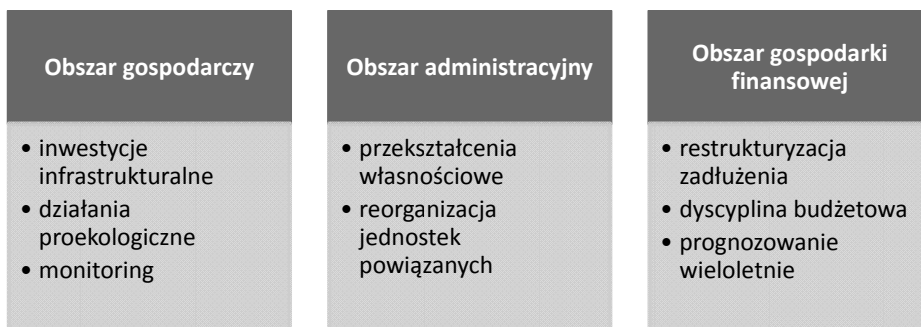 Obszar gospodarczy
• inwestycje
infrastrukturalne
• działania
proekologiczne
• monitoring
Obszar administracyjny
• przekształcenia
własnościowe
• reorganizacja
jednostek
powiązanych
Obszar gospodarki
finansowej
• restrukturyzacja
zadłużenia
• dyscyplina budżetowa
• prognozowanie
wieloletnie